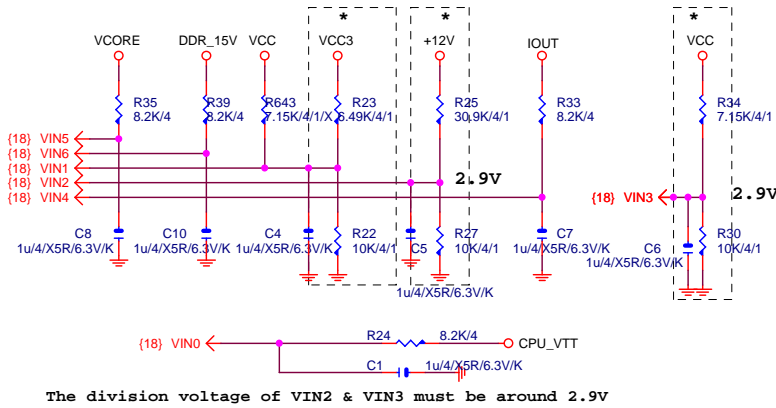 * * *
VCORE DDR_15V VCC VCC3 +12V IOUT VCC
R35 R39 R643 R23 R25 R33 R34
8.2K/4 8.2K/4 7.15K/4/1/X 6.49K/4/1 30.9K/4/1 8.2K/4 7.15K/4/1
{18} VIN5
{18} VIN6
{18} VIN1
{18} VIN2 2.9V
{18} VIN4 {18} VIN3 2.9V
C8 C10 C4 R22 C5 R27 C7 C6 R30
1u/4/X5R/6.3V/K 1u/4/X5R/6.3V/K 1u/4/X5R/6.3V/K 10K/4/1 10K/4/1 1u/4/X5R/6.3V/K 1u/4/X5R/6.3V/K 10K/4/1
1u/4/X5R/6.3V/K
R24 8.2K/4
{18} VIN0 CPU_VTT
C1 1u/4/X5R/6.3V/K
The division voltage of VIN2 & VIN3 must be around 2.9V